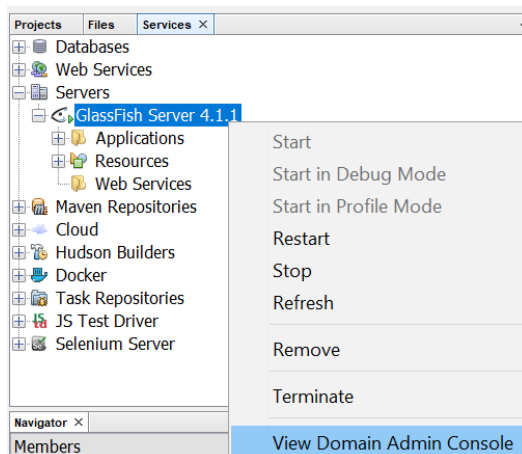 Projects Files Services ×
Databases
Web Services
Servers
GlassFish Server 4.1.1
Applications
Resources
Web Services
Maven Repositories
Cloud
Hudson Builders
Docker
Task Repositories
JS Test Driver
Selenium Server
Start
Start in Debug Mode
Start in Profile Mode
Restart
Stop
Refresh
Remove
Terminate
View Domain Admin Console
Navigator ×
Members